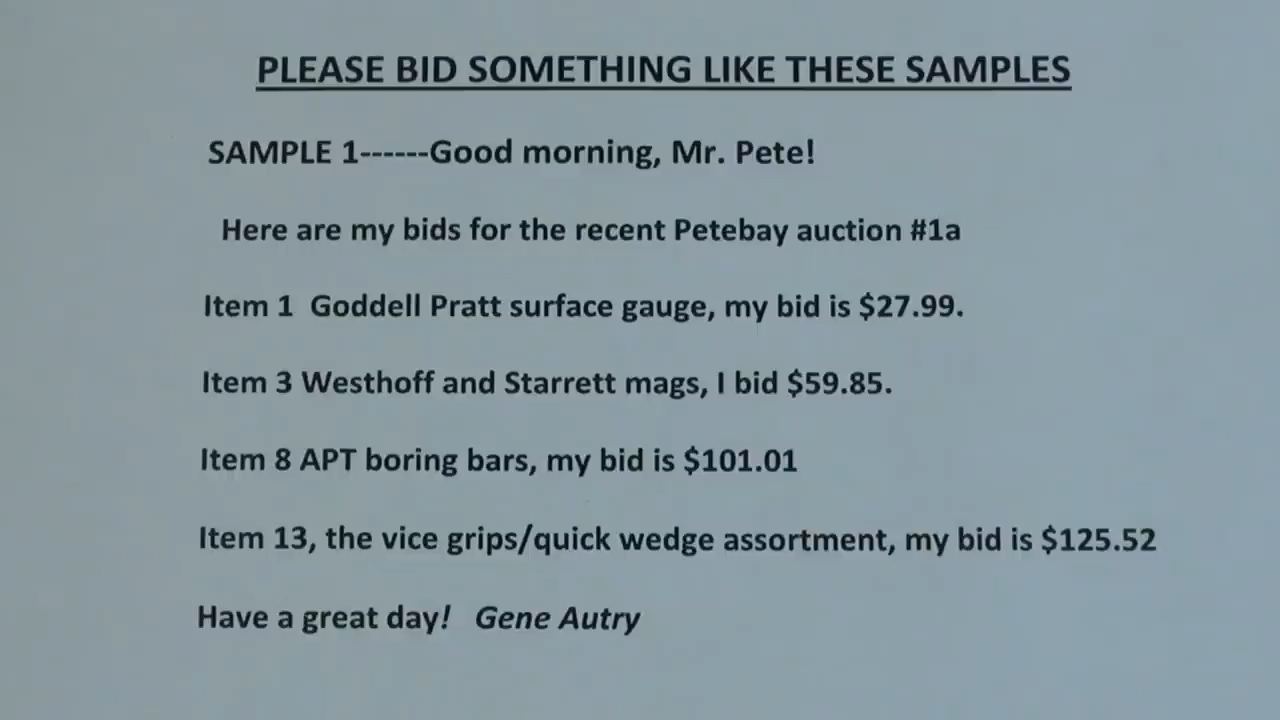 PLEASE BID SOMETHING LIKE THESE SAMPLES
SAMPLE 1------Good morning, Mr. Pete!
Here are my bids for the recent Petebay auction #1a
Item 1  Goddell Pratt surface gauge, my bid is $27.99.
Item 3 Westhoff and Starrett mags, I bid $59.85.
Item 8 APT boring bars, my bid is $101.01
Item 13, the vice grips/quick wedge assortment, my bid is $125.52
Have a great day!   Gene Autry